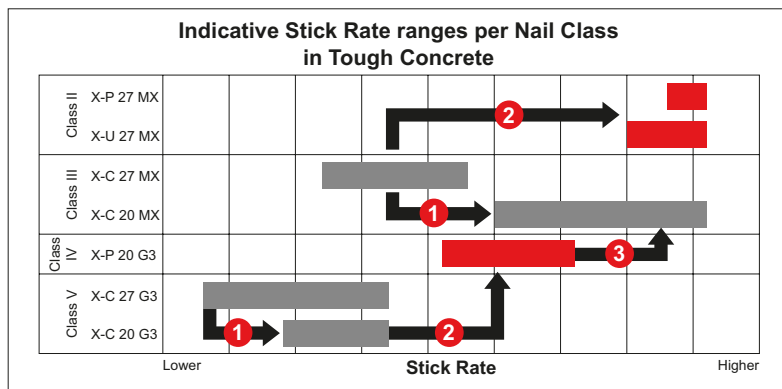 Indicative Stick Rate ranges per Nail Class
in Tough Concrete
Class II
X-P 27 MX
2
X-U 27 MX
Class III
X-C 27 MX
X-C 20 MX
1
Class
IV
X-P 20 G3
3
Class V
X-C 27 G3
X-C 20 G3
1
2
Lower
Stick Rate
Higher